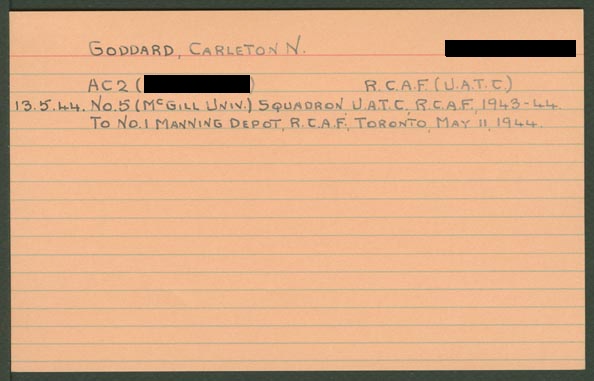 GODDARD, CARLETON N.
AC2 ( ) R.C.A.F. (U.A.T.C.)
13.5.44. NO.5 (McGILL UNIV.) SQUADRON U.A.T.C., R.C.A.F., 1943-44.
TO NO.1 MANNING DEPOT, R.C.A.F., TORONTO, MAY 11, 1944.